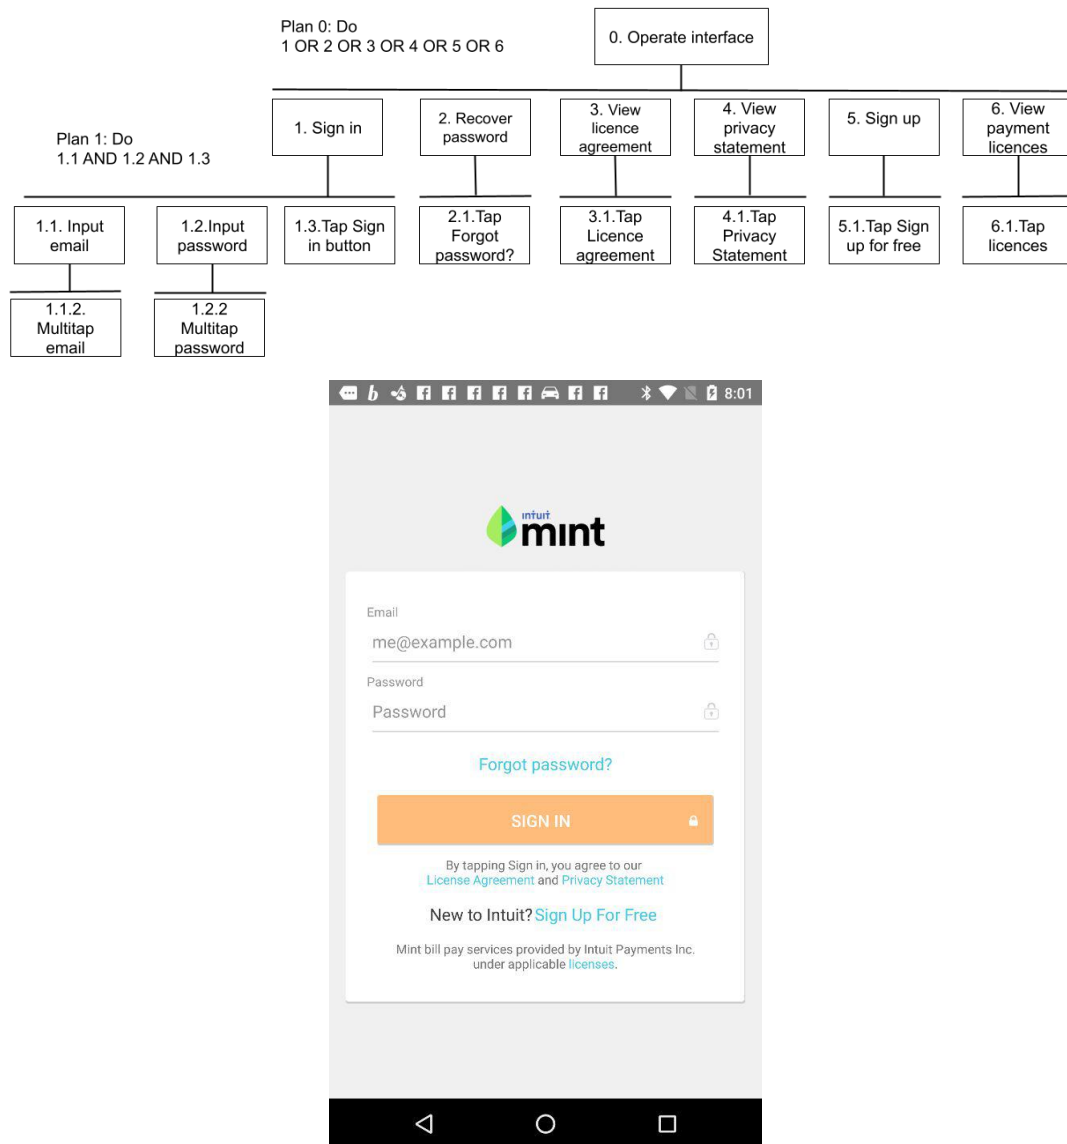 Plan 0: Do
1 OR 2 OR 3 OR 4 OR 5 OR 6
0. Operate interface
Plan 1: Do
1.1 AND 1.2 AND 1.3
1. Sign in
2. Recover
password
3. View
licence
agreement
4. View
privacy
statement
5. Sign up
6. View
payment
licences
1.1. Input
email
1.2.Input
password
1.3.Tap Sign
in button
2.1.Tap
Forgot
password?
3.1.Tap
Licence
agreement
4.1.Tap
Privacy
Statement
5.1.Tap Sign
up for free
6.1.Tap
licences
1.1.2.
Multitap
email
1.2.2
Multitap
password
8:01
intuit
mint
Email
me@example.com
Password
Password
Forgot password?
SIGN IN
By tapping Sign in, you agree to our
License Agreement and Privacy Statement
New to Intuit? Sign Up For Free
Mint bill pay services provided by Intuit Payments Inc.
under applicable licenses.